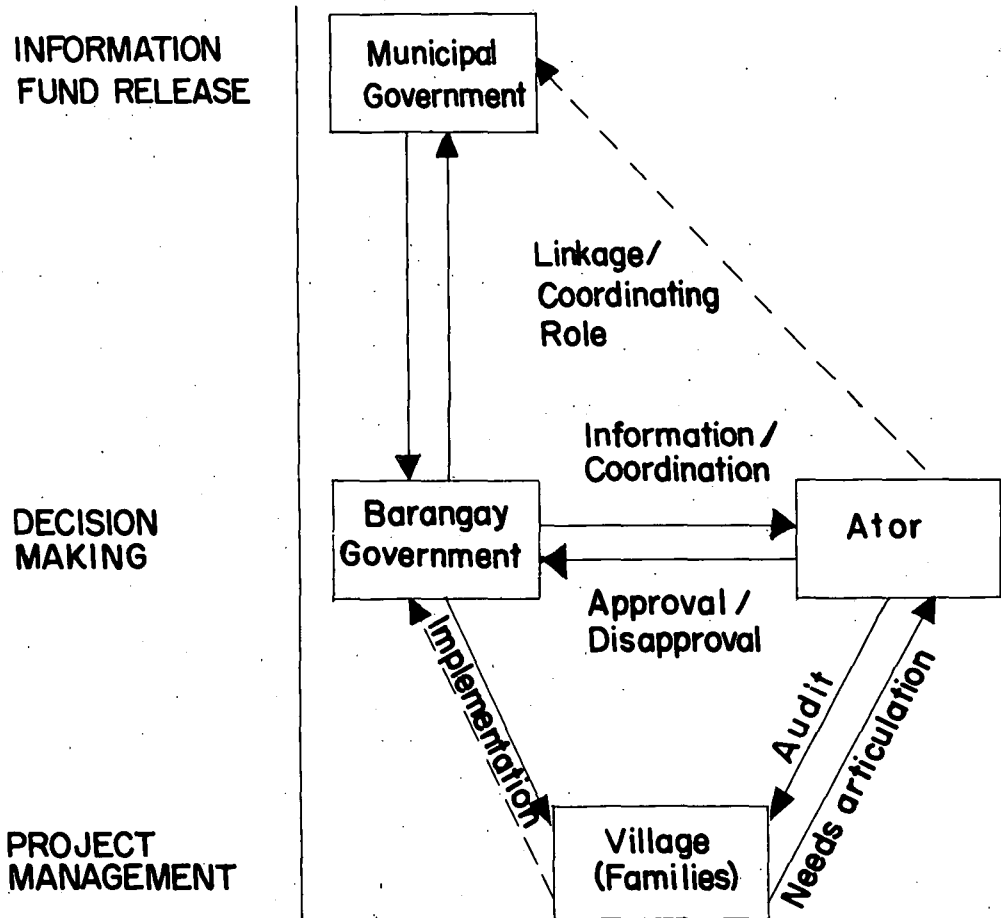 INFORMATION
FUND RELEASE
Municipal
Government
Linkage/
Coordinating
Role
Information/
Coordination
DECISION
MAKING
Barangay
Government
Ator
Approval/
Disapproval
Implementation
Audit
Needs articulation
PROJECT
MANAGEMENT
Village
(Families)